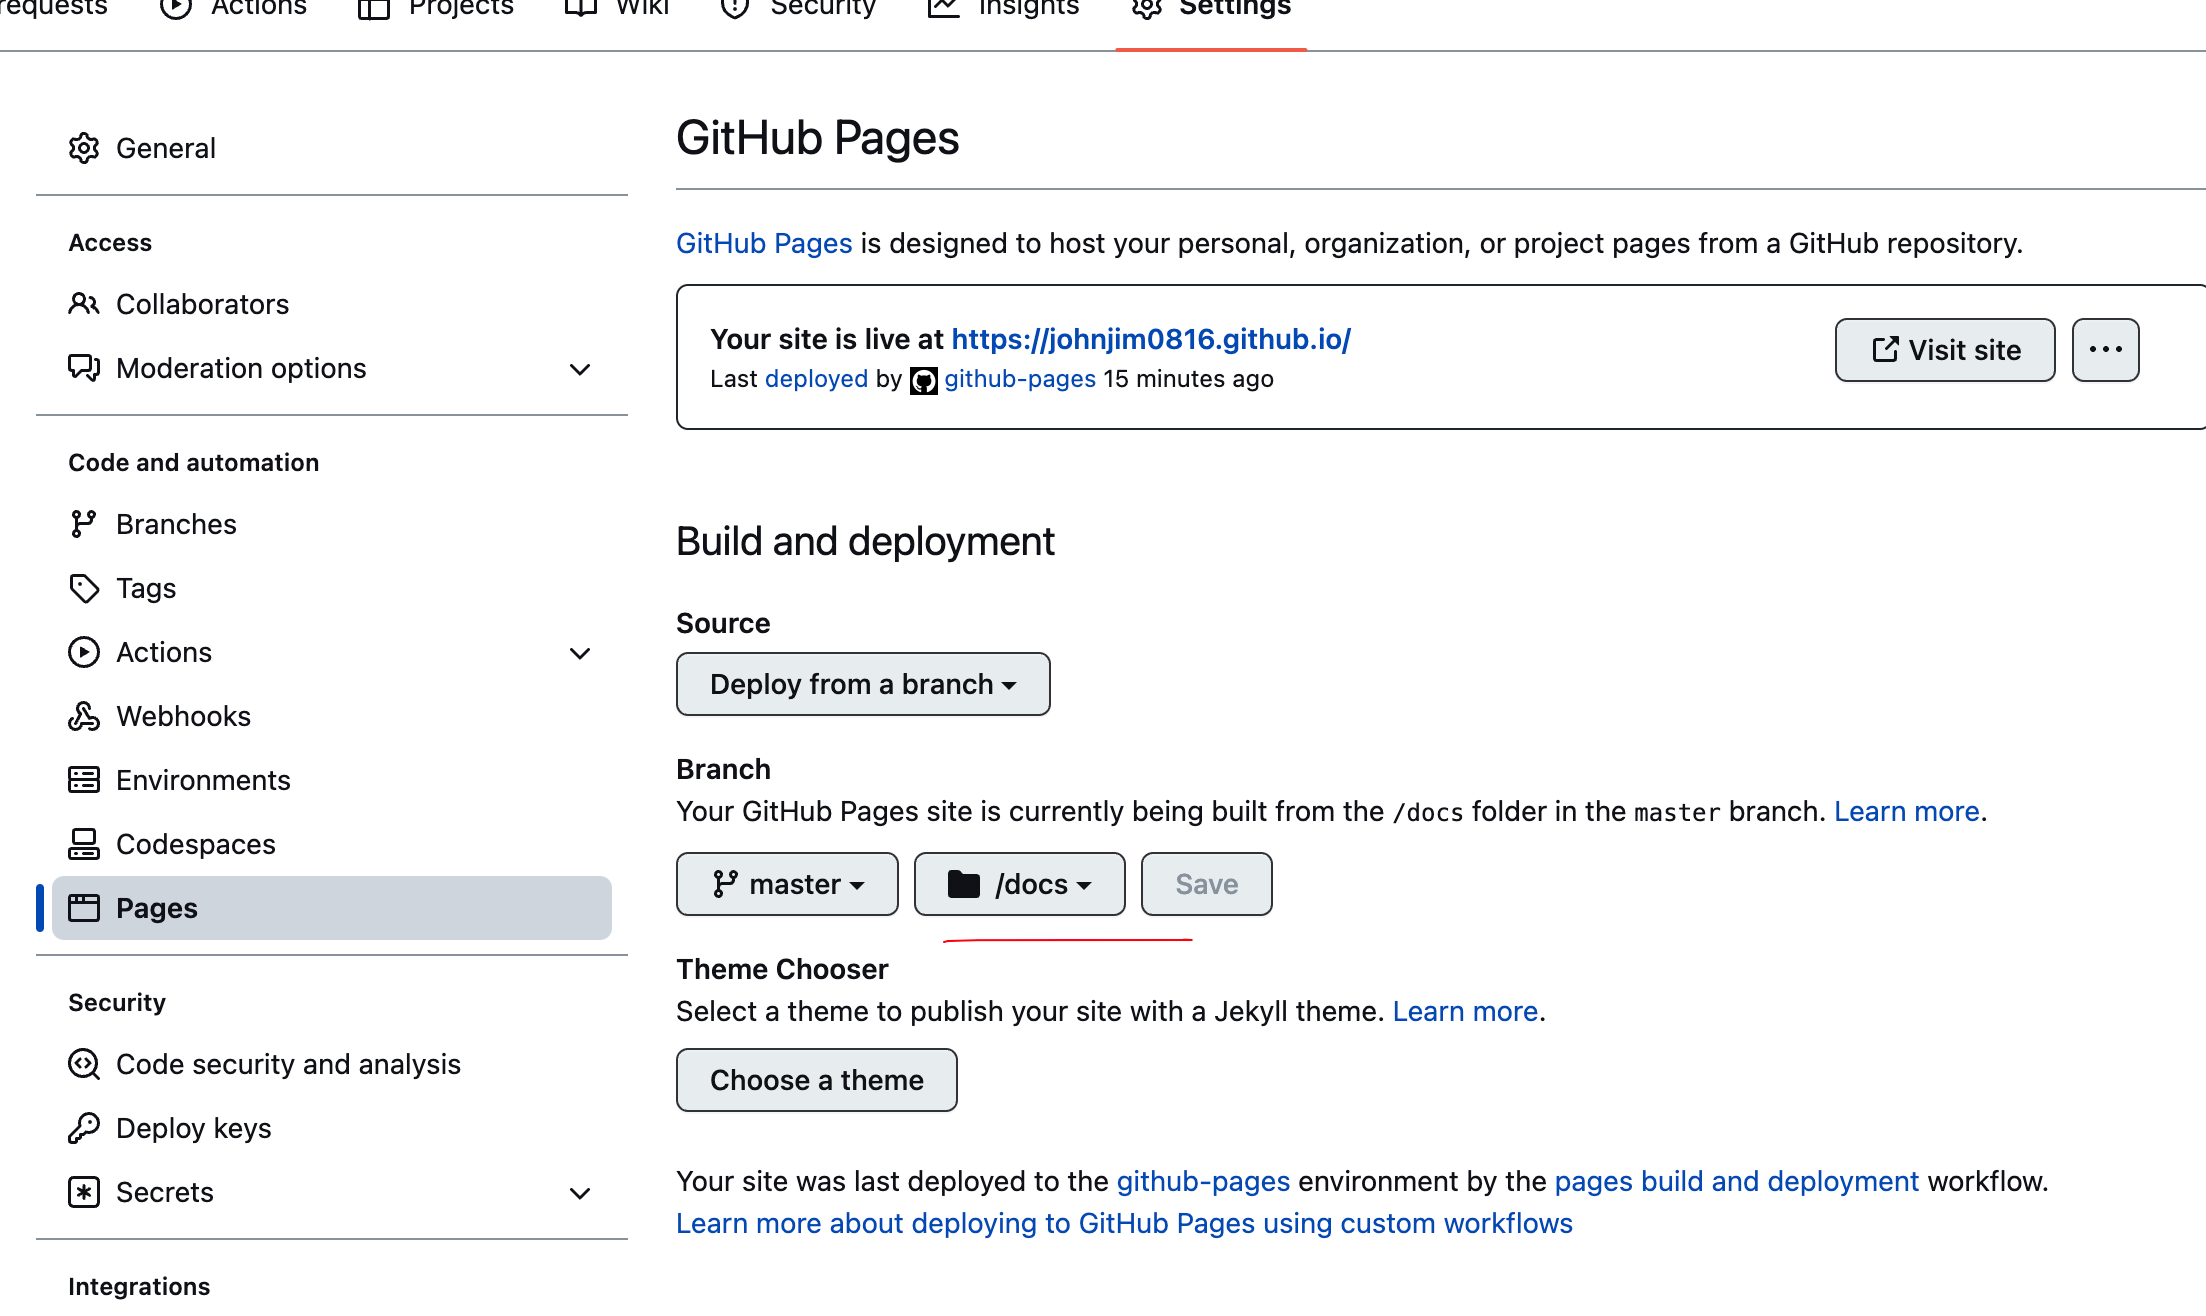 requests Actions Projects Wiki Security Insights Settings
General
Access
Collaborators
Moderation options
Code and automation
Branches
Tags
Actions
Webhooks
Environments
Codespaces
Pages
Security
Code security and analysis
Deploy keys
Secrets
Integrations
GitHub Pages
GitHub Pages is designed to host your personal, organization, or project pages from a GitHub repository.
Your site is live at https://johnjim0816.github.io/
Last deployed by github-pages 15 minutes ago
Visit site
Build and deployment
Source
Deploy from a branch
Branch
Your GitHub Pages site is currently being built from the /docs folder in the master branch. Learn more.
master /docs Save
Theme Chooser
Select a theme to publish your site with a Jekyll theme. Learn more.
Choose a theme
Your site was last deployed to the github-pages environment by the pages build and deployment workflow.
Learn more about deploying to GitHub Pages using custom workflows